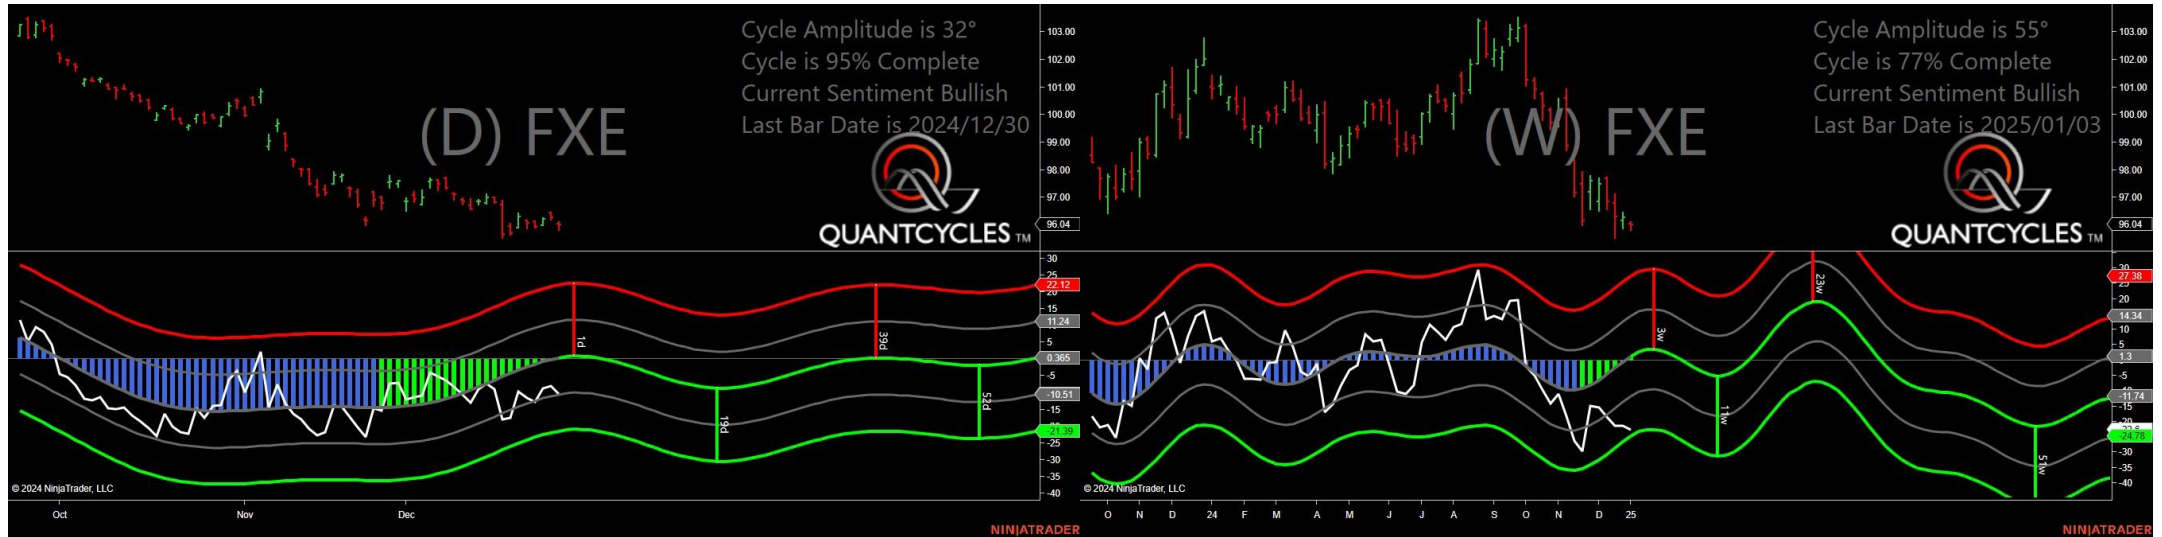 Cycle Amplitude is 32°
Cycle is 95% Complete
Current Sentiment Bullish
Last Bar Date is 2024/12/30
(D) FXE
QUANTCYCLES TM
103.00
102.00
101.00
100.00
99.00
98.00
97.00
96.04
30
25
22.12
20
15
11.24
5
0.365
-5
-10.51
-15
-21.39
-25
-30
-35
-40
1d
19d
39d
52d
© 2024 NinjaTrader, LLC
Oct Nov Dec
NINJATRADER
Cycle Amplitude is 55°
Cycle is 77% Complete
Current Sentiment Bullish
Last Bar Date is 2025/01/03
(W) FXE
QUANTCYCLES TM
103.00
102.00
101.00
100.00
99.00
98.00
97.00
96.04
30
27.38
25
20
14.34
10
5
1.3
-5
-11.74
-15
-24.78
-30
-35
-40
3w
11w
23w
51w
© 2024 NinjaTrader, LLC
O N D 24 F M A M J J A S O N D 25
NINJATRADER